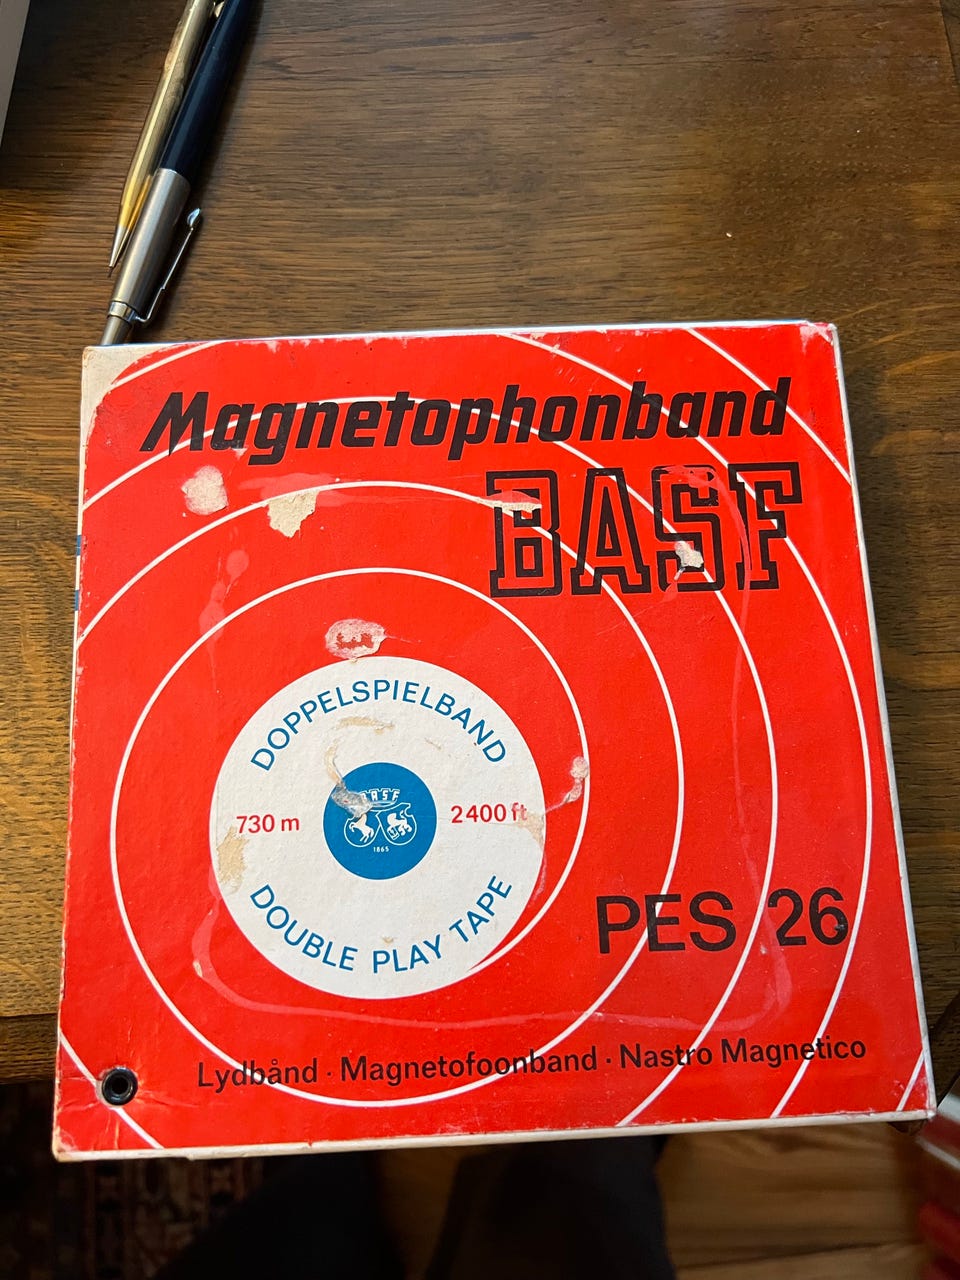 Magnetophonband
BASF
DOPPELSPIELBAND
730 m
BASF
1865
2400 ft
DOUBLE PLAY TAPE
PES 26
Lydbånd · Magnetofoonband · Nastro Magnetico